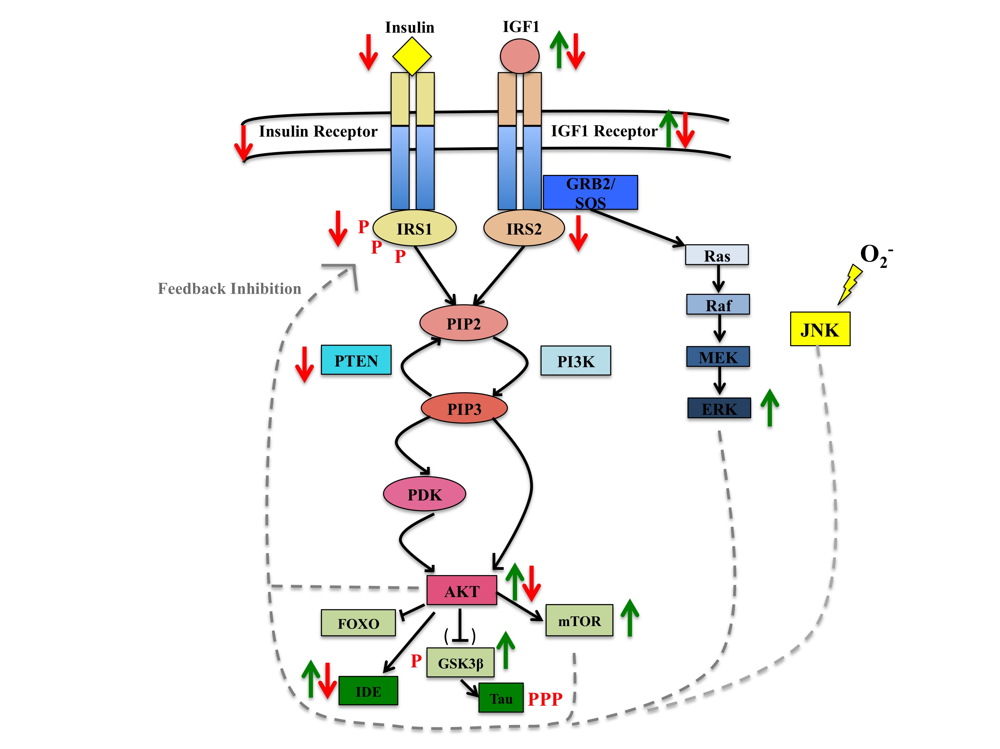 Insulin
IGF1
Insulin Receptor
IGF1 Receptor
GRB2/
SOS
P
IRS1
IRS2
P
P
Ras
O₂⁻
Feedback Inhibition
Raf
PIP2
JNK
PTEN
PI3K
MEK
PIP3
ERK
PDK
AKT
FOXO
mTOR
( )
P
GSK3β
IDE
Tau
PPP